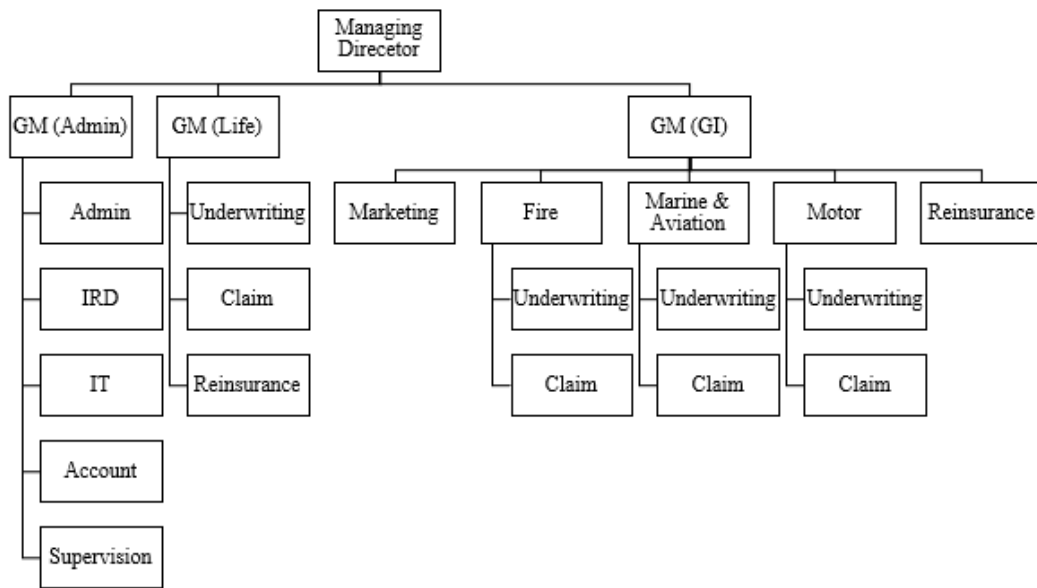 Managing
Direcetor
GM (Admin)
GM (Life)
GM (GI)
Admin
Underwriting
Marketing
Fire
Marine &
Aviation
Motor
Reinsurance
IRD
Claim
Underwriting
Underwriting
Underwriting
IT
Reinsurance
Claim
Claim
Claim
Account
Supervision